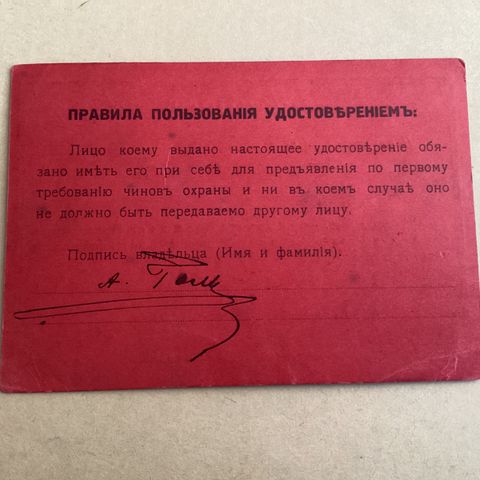 ПРАВИЛА ПОЛЬЗОВАНІЯ УДОСТОВѢРЕНІЕМЪ:
Лицо коему выдано настоящее удостовѣреніе обя-
зано имѣть его при себѣ для предъявленія по первому
требованію чиновъ охраны и ни въ коемъ случаѣ оно
не должно быть передаваемо другому лицу.
Подпись владѣльца (Имя и фамилія).
А.